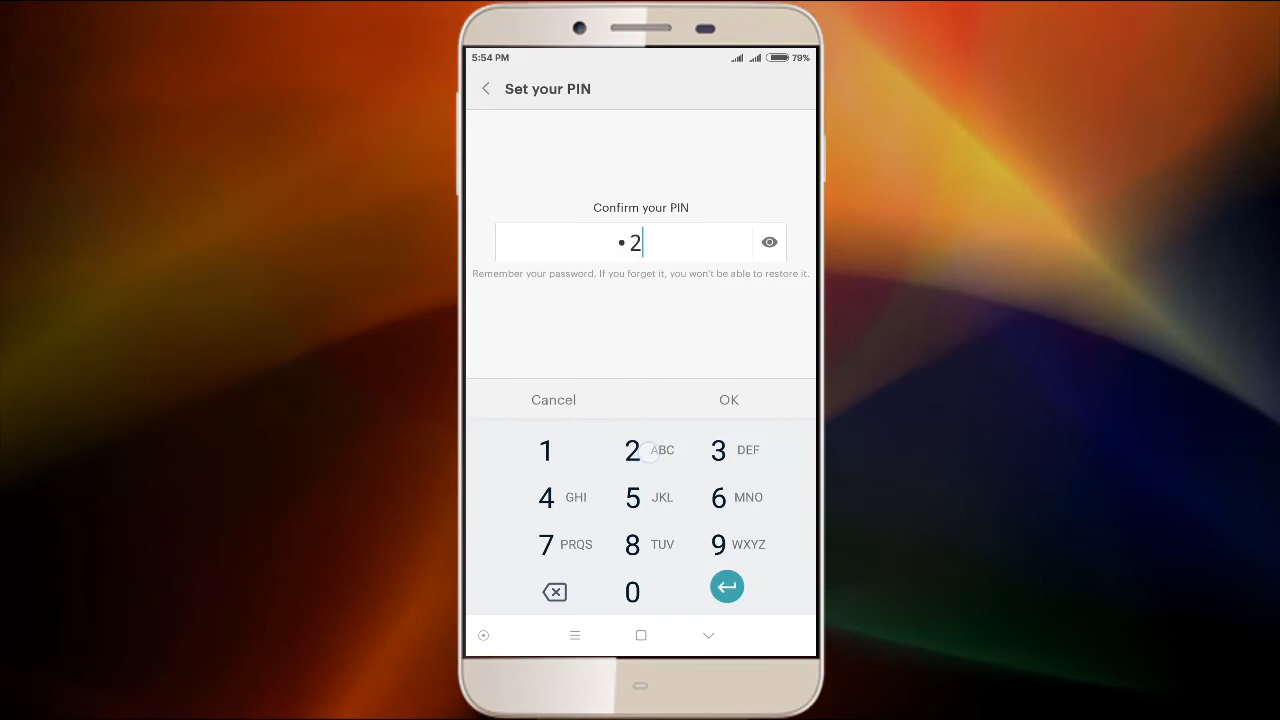 5:54 PM 79%
Set your PIN
Confirm your PIN
•2
Remember your password. If you forget it, you won't be able to restore it.
Cancel OK
1 2 ABC 3 DEF
4 GHI 5 JKL 6 MNO
7 PRQS 8 TUV 9 WXYZ
0